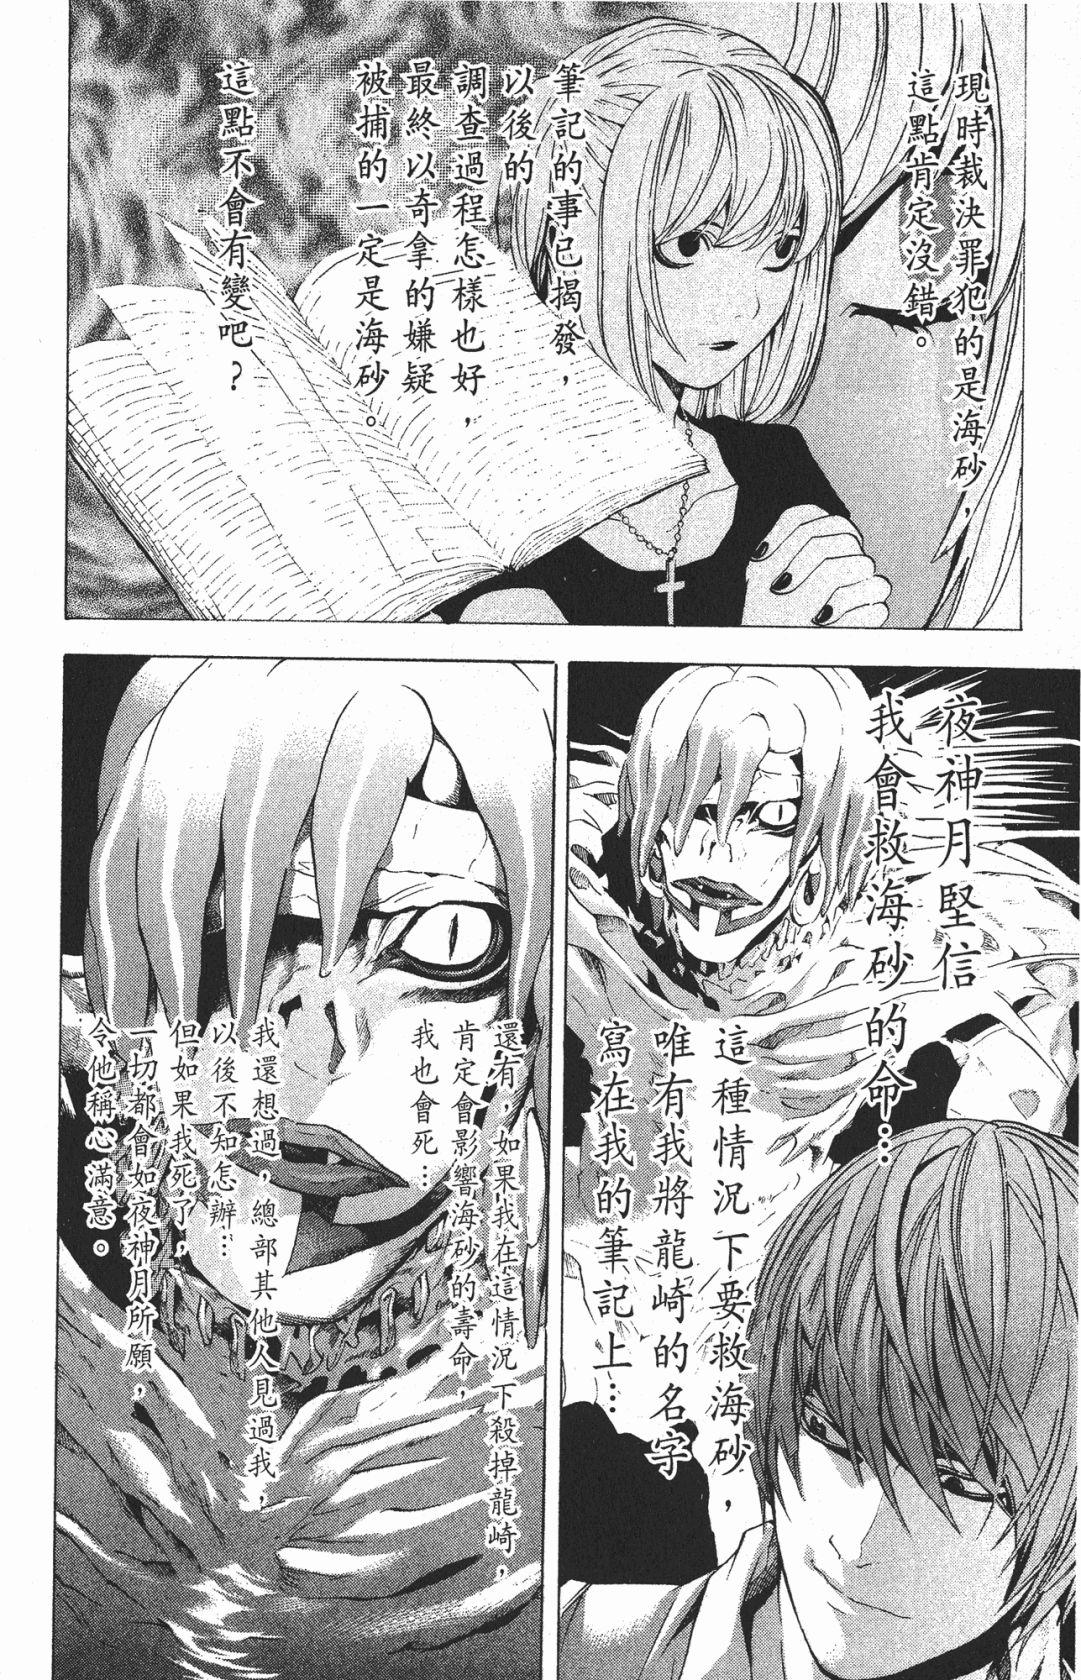 現時裁決罪犯的是海砂，
這點肯定沒錯。
筆記的事已揭發，
以後的
調查過程怎樣也好，
最終以奇拿的嫌疑
被捕的一定是海砂。
這點不會有變吧？
夜神月堅信
我會救海砂的命…
這種情況下要救海砂，
唯有我將龍崎的名字
寫在我的筆記上…
還有，如果我在這情況下殺掉龍崎，
肯定會影響海砂的壽命，
我也會死…
我還想過，總部其他人見過我，
以後不知怎辦…
但如果我死了，
一切都會如夜神月所願，
令他稱心滿意。